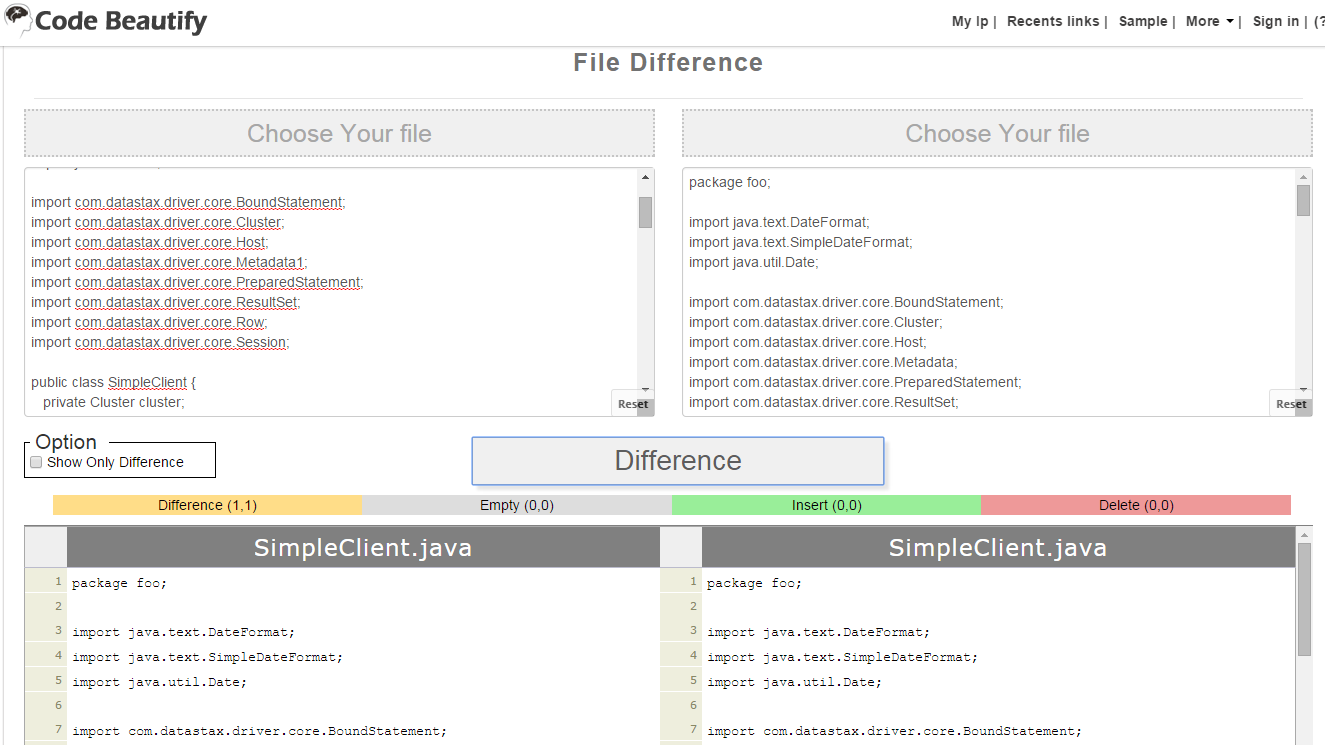 Code Beautify
My Ip | Recents links | Sample | More | Sign in | (?
File Difference
Choose Your file
Choose Your file
import com.datastax.driver.core.BoundStatement;
import com.datastax.driver.core.Cluster;
import com.datastax.driver.core.Host;
import com.datastax.driver.core.Metadata1;
import com.datastax.driver.core.PreparedStatement;
import com.datastax.driver.core.ResultSet;
import com.datastax.driver.core.Row;
import com.datastax.driver.core.Session;
public class SimpleClient {
private Cluster cluster;
Reset
package foo;
import java.text.DateFormat;
import java.text.SimpleDateFormat;
import java.util.Date;
import com.datastax.driver.core.BoundStatement;
import com.datastax.driver.core.Cluster;
import com.datastax.driver.core.Host;
import com.datastax.driver.core.Metadata;
import com.datastax.driver.core.PreparedStatement;
import com.datastax.driver.core.ResultSet;
Reset
Option
Show Only Difference
Difference
Difference (1,1)
Empty (0,0)
Insert (0,0)
Delete (0,0)
SimpleClient.java
1 package foo;
2
3 import java.text.DateFormat;
4 import java.text.SimpleDateFormat;
5 import java.util.Date;
6
7 import com.datastax.driver.core.BoundStatement;
SimpleClient.java
1 package foo;
2
3 import java.text.DateFormat;
4 import java.text.SimpleDateFormat;
5 import java.util.Date;
6
7 import com.datastax.driver.core.BoundStatement;